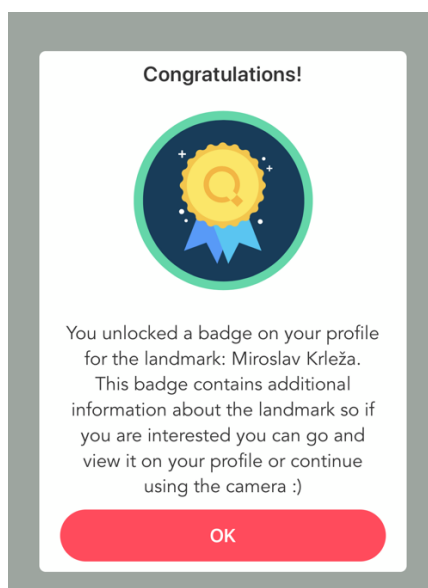 Congratulations!
You unlocked a badge on your profile
for the landmark: Miroslav Krleža.
This badge contains additional
information about the landmark so if
you are interested you can go and
view it on your profile or continue
using the camera :)
OK